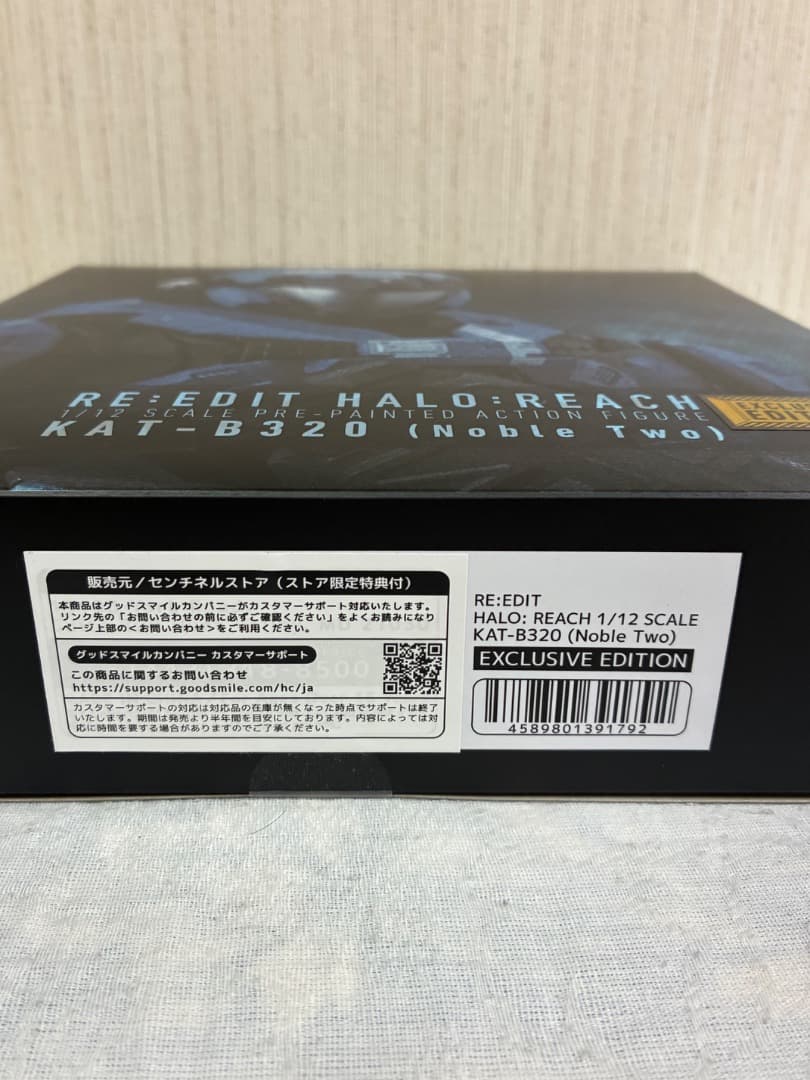 RE:EDIT HALO:REACH
1/12 SCALE PRE-PAINTED ACTION FIGURE
KAT-B320 (Noble Two)
販売元/センチネルストア(ストア限定特典付)
本商品はグッドスマイルカンパニーがカスタマーサポート対応いたします。
リンク先の「お問い合わせの前に必ずご確認ください」をよくお読みになり
ページ上部の<お問い合わせ>をご利用ください。
グッドスマイルカンパニー カスタマーサポート
この商品に関するお問い合わせ
https://support.goodsmile.com/hc/ja
カスタマーサポートの対応は対応品の在庫が無くなった時点でサポートは終了
いたします。期間は発売より半年間を目安にしております。内容によっては対
応に時間を要する場合がありますのでご了承ください。
RE:EDIT
HALO: REACH 1/12 SCALE
KAT-B320 (Noble Two)
EXCLUSIVE EDITION
4589801391792